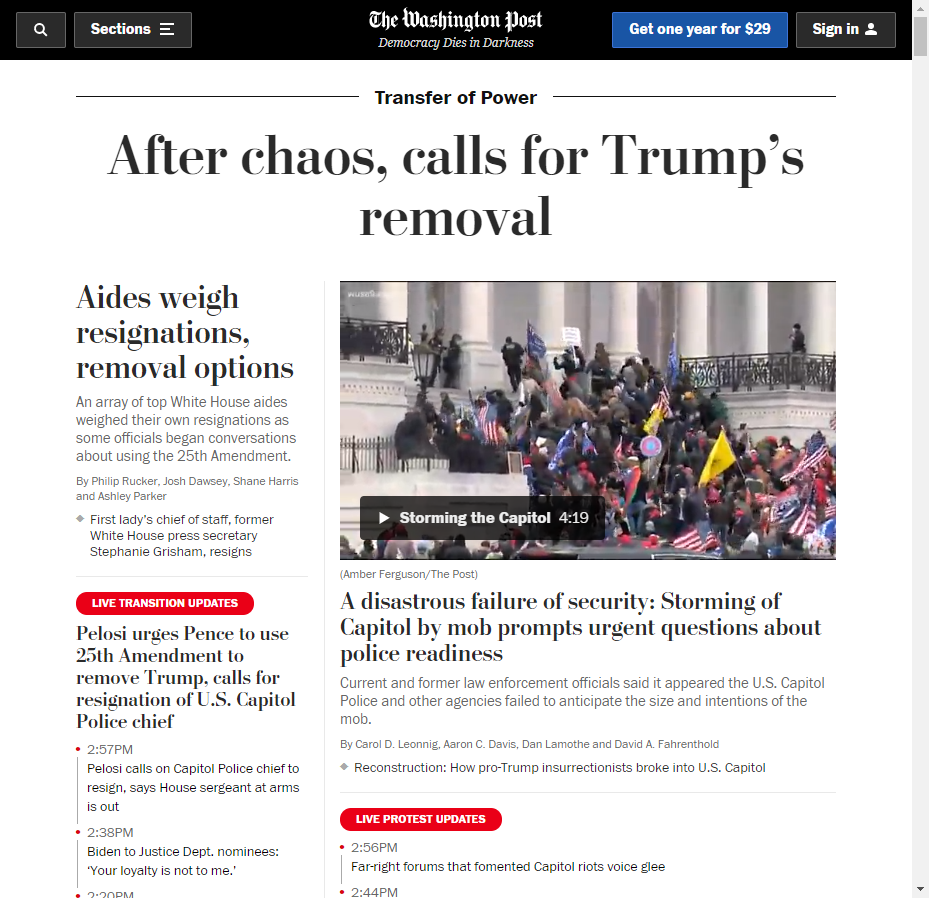 Sections
The Washington Post
Democracy Dies in Darkness
Get one year for $29
Sign in
Transfer of Power
After chaos, calls for Trump’s
removal
Aides weigh
resignations,
removal options
An array of top White House aides
weighed their own resignations as
some officials began conversations
about using the 25th Amendment.
By Philip Rucker, Josh Dawsey, Shane Harris
and Ashley Parker
First lady’s chief of staff, former
White House press secretary
Stephanie Grisham, resigns
LIVE TRANSITION UPDATES
Pelosi urges Pence to use
25th Amendment to
remove Trump, calls for
resignation of U.S. Capitol
Police chief
2:57PM
Pelosi calls on Capitol Police chief to
resign, says House sergeant at arms
is out
2:38PM
Biden to Justice Dept. nominees:
‘Your loyalty is not to me.’
2:20PM
Storming the Capitol 4:19
(Amber Ferguson/The Post)
A disastrous failure of security: Storming of
Capitol by mob prompts urgent questions about
police readiness
Current and former law enforcement officials said it appeared the U.S. Capitol
Police and other agencies failed to anticipate the size and intentions of the
mob.
By Carol D. Leonnig, Aaron C. Davis, Dan Lamothe and David A. Fahrenthold
Reconstruction: How pro-Trump insurrectionists broke into U.S. Capitol
LIVE PROTEST UPDATES
2:56PM
Far-right forums that fomented Capitol riots voice glee
2:44PM